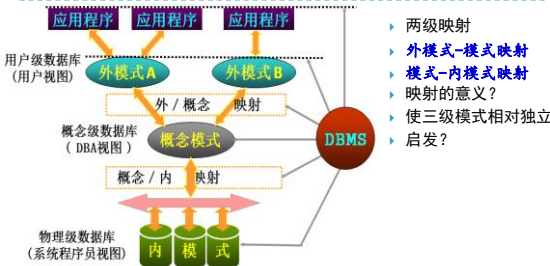 应用程序 应用程序 应用程序
用户级数据库
(用户视图)
外模式A 外模式B
外 / 概念 映射
概念级数据库
( DBA视图 )
概念模式
DBMS
概念 / 内 映射
物理级数据库
(系统程序员视图)
内 模 式
两级映射
外模式-模式映射
模式-内模式映射
映射的意义?
使三级模式相对独立
启发?